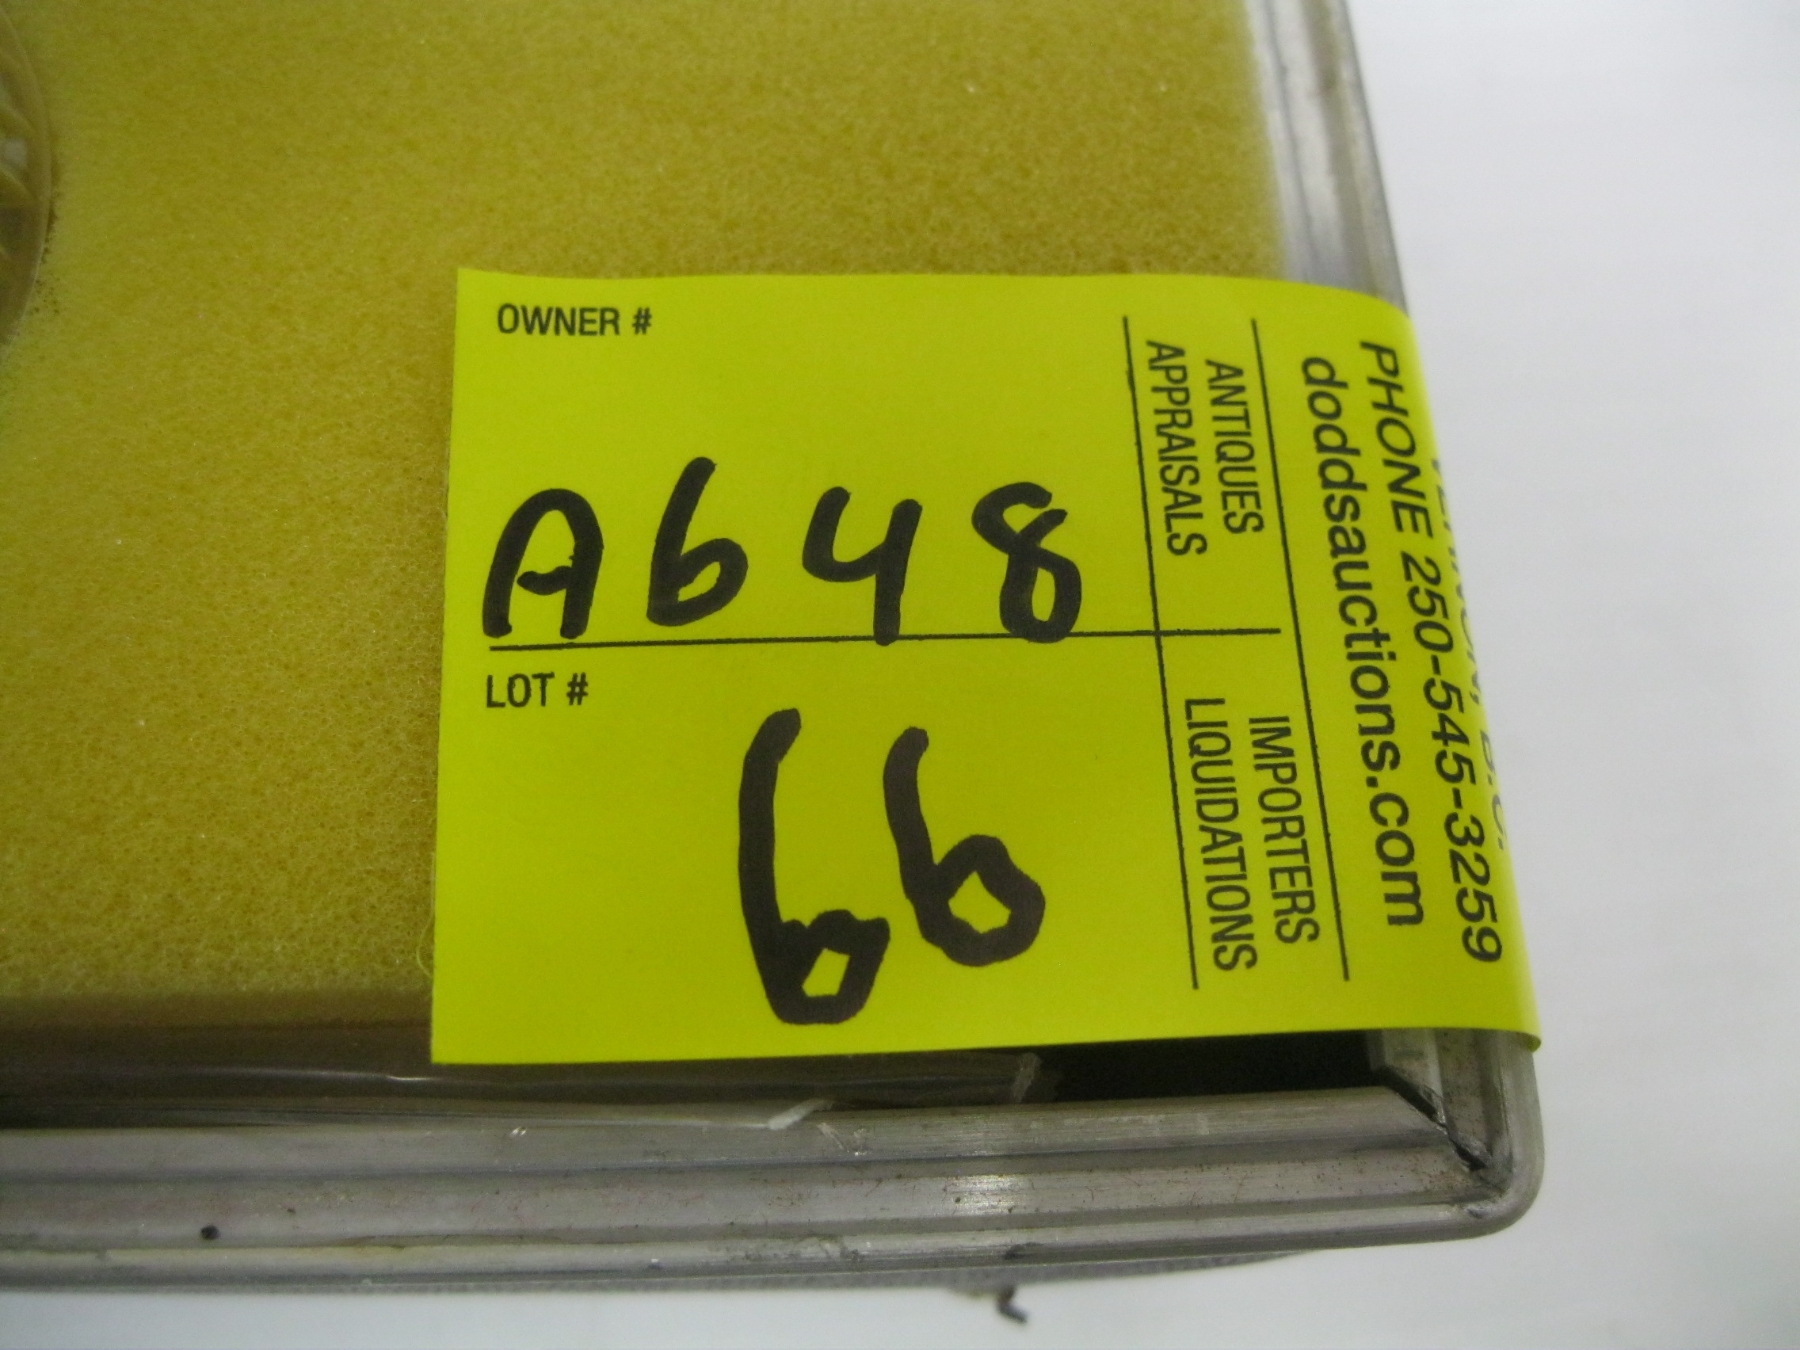 OWNER #
A648
LOT #
66
ANTIQUES
APPRAISALS
IMPORTERS
LIQUIDATIONS
B.C.
PHONE 250-545-3259
doddsauctions.com